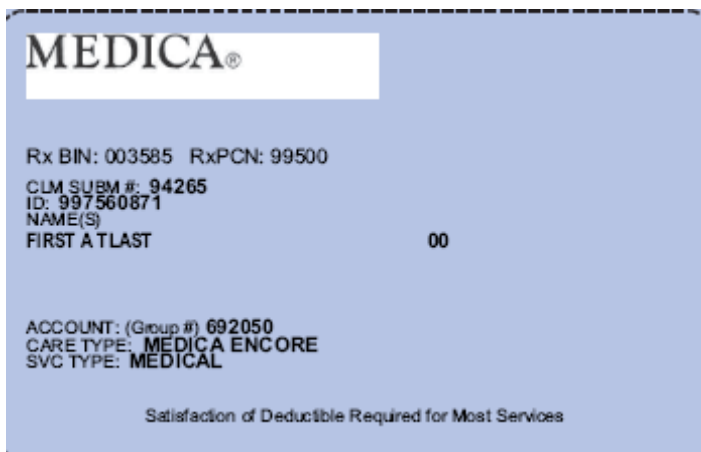 MEDICA®
Rx BIN: 003585 RxPCN: 99500
CLM SUBM #: 94265
ID: 997560871
NAME(S)
FIRST A TLAST 00
ACCOUNT: (Group #) 692050
CARE TYPE: MEDICA ENCORE
SVC TYPE: MEDICAL
Satisfaction of Deductible Required for Most Services